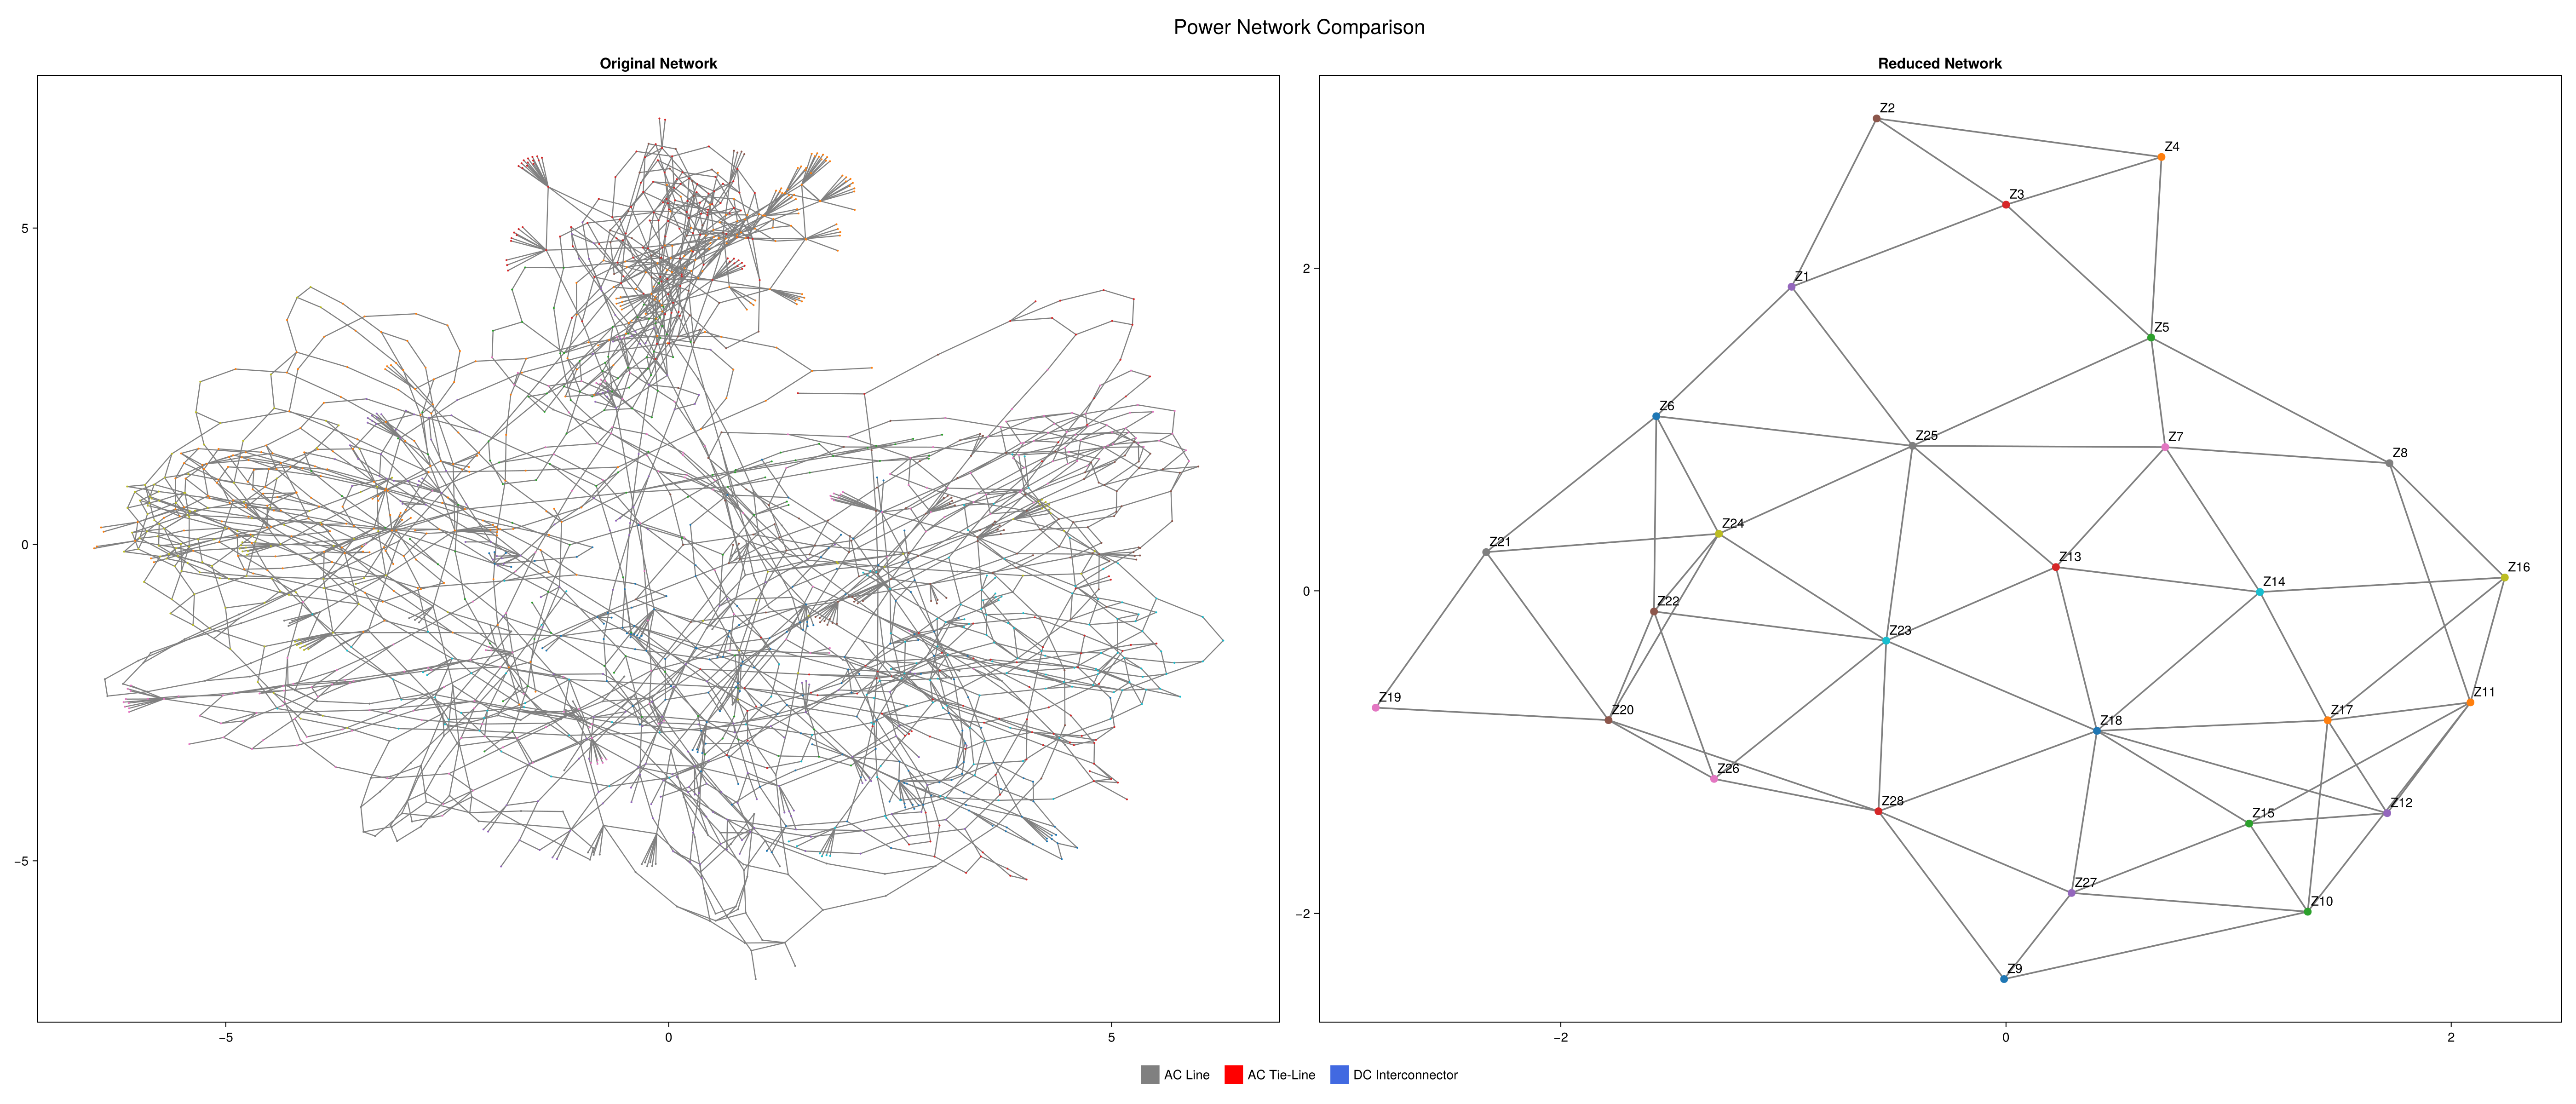 Power Network Comparison
Original Network
Reduced Network
5
0
−5
−5
0
5
2
0
−2
−2
0
2
Z2
Z4
Z3
Z1
Z5
Z6
Z25
Z7
Z8
Z24
Z21
Z13
Z16
Z14
Z22
Z23
Z19
Z20
Z18
Z17
Z11
Z26
Z28
Z15
Z12
Z27
Z10
Z9
AC Line
AC Tie-Line
DC Interconnector